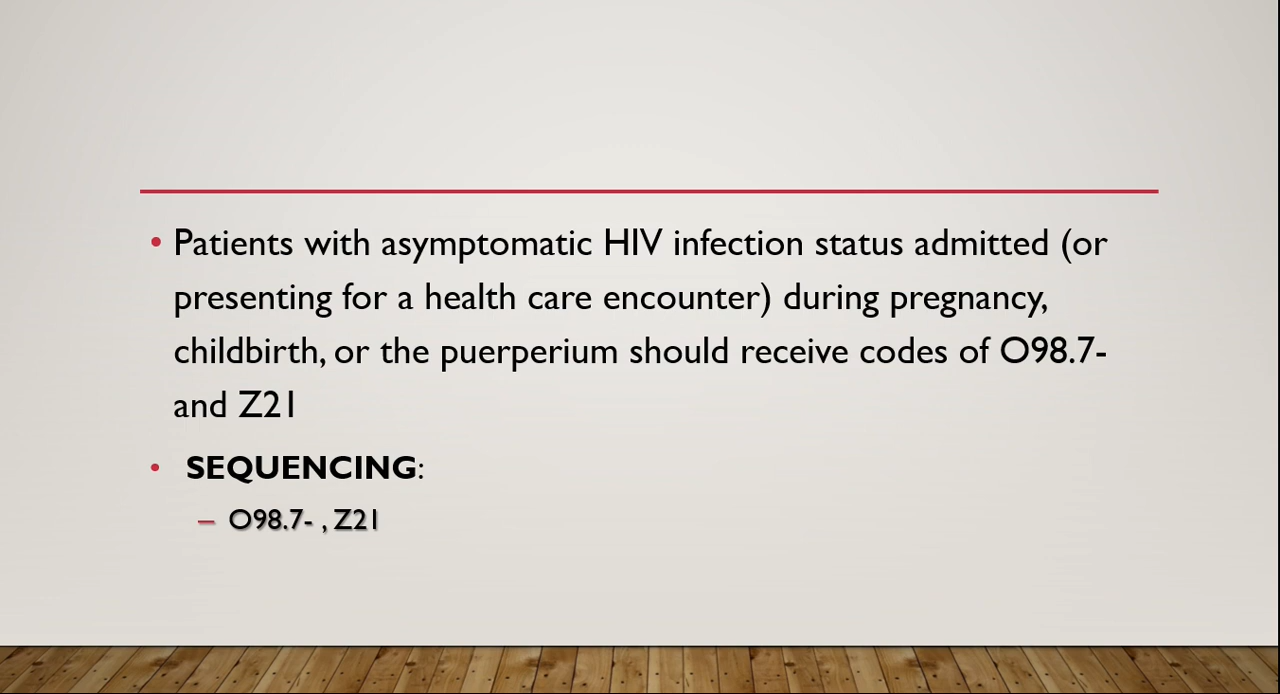 • Patients with asymptomatic HIV infection status admitted (or
presenting for a health care encounter) during pregnancy,
childbirth, or the puerperium should receive codes of O98.7-
and Z21
• SEQUENCING:
– O98.7- , Z21